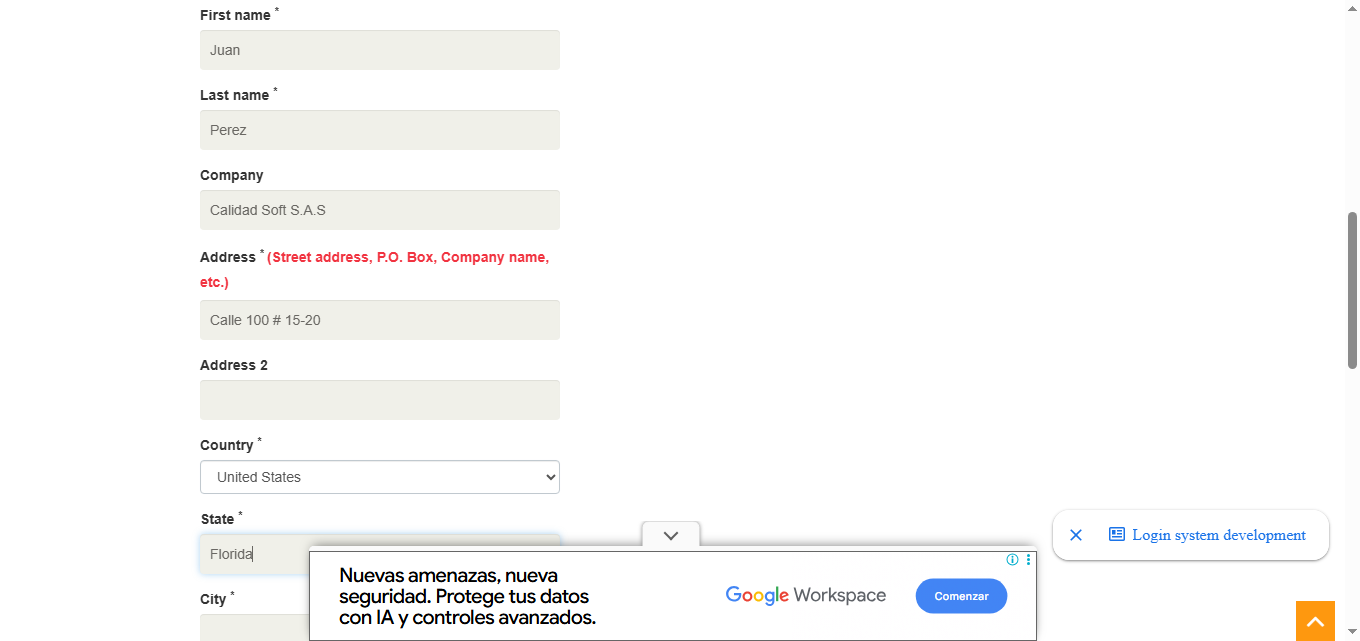 First name *
Juan
Last name *
Perez
Company
Calidad Soft S.A.S
Address * (Street address, P.O. Box, Company name,
etc.)
Calle 100 # 15-20
Address 2
Country *
United States
State *
Florida
City *
Nuevas amenazas, nueva
seguridad. Protege tus datos
con IA y controles avanzados.
Google Workspace
Comenzar
Login system development